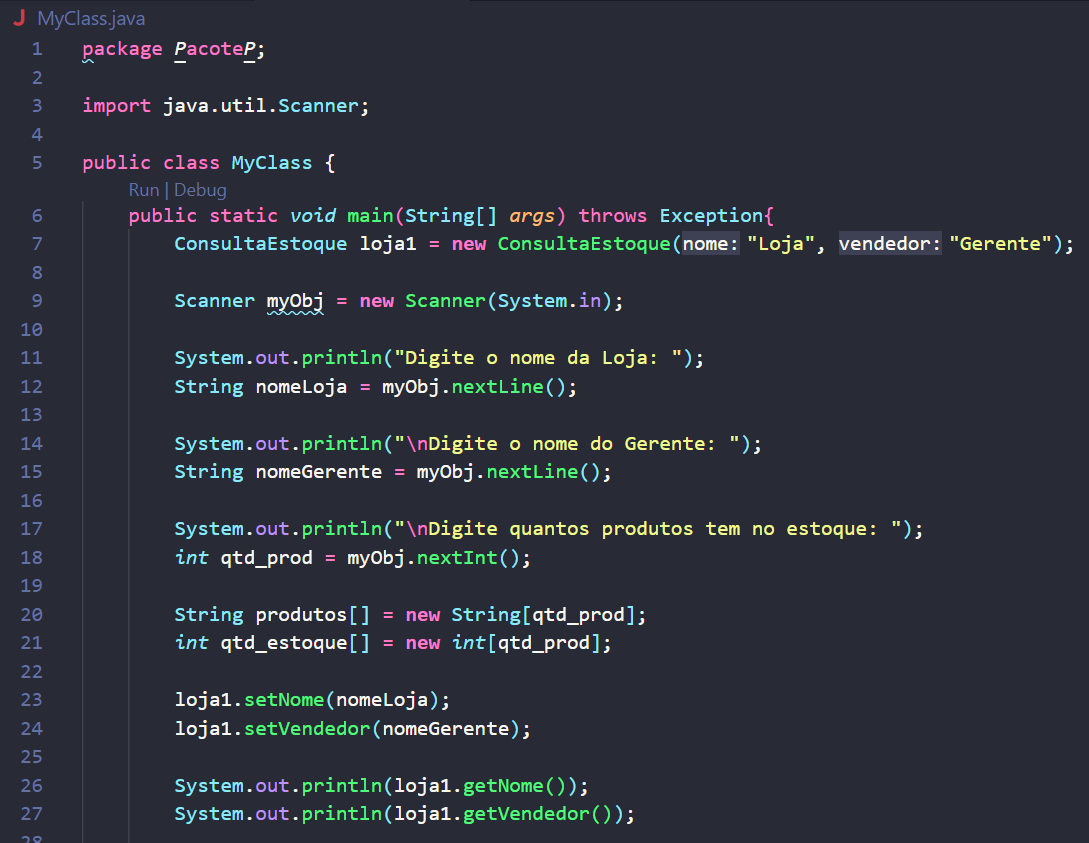 J MyClass.java
1 package PacoteP;
2
3 import java.util.Scanner;
4
5 public class MyClass {
Run | Debug
6 public static void main(String[] args) throws Exception{
7 ConsultaEstoque loja1 = new ConsultaEstoque(nome: "Loja", vendedor: "Gerente");
8
9 Scanner myObj = new Scanner(System.in);
10
11 System.out.println("Digite o nome da Loja: ");
12 String nomeLoja = myObj.nextLine();
13
14 System.out.println("\nDigite o nome do Gerente: ");
15 String nomeGerente = myObj.nextLine();
16
17 System.out.println("\nDigite quantos produtos tem no estoque: ");
18 int qtd_prod = myObj.nextInt();
19
20 String produtos[] = new String[qtd_prod];
21 int qtd_estoque[] = new int[qtd_prod];
22
23 loja1.setNome(nomeLoja);
24 loja1.setVendedor(nomeGerente);
25
26 System.out.println(loja1.getNome());
27 System.out.println(loja1.getVendedor());
28